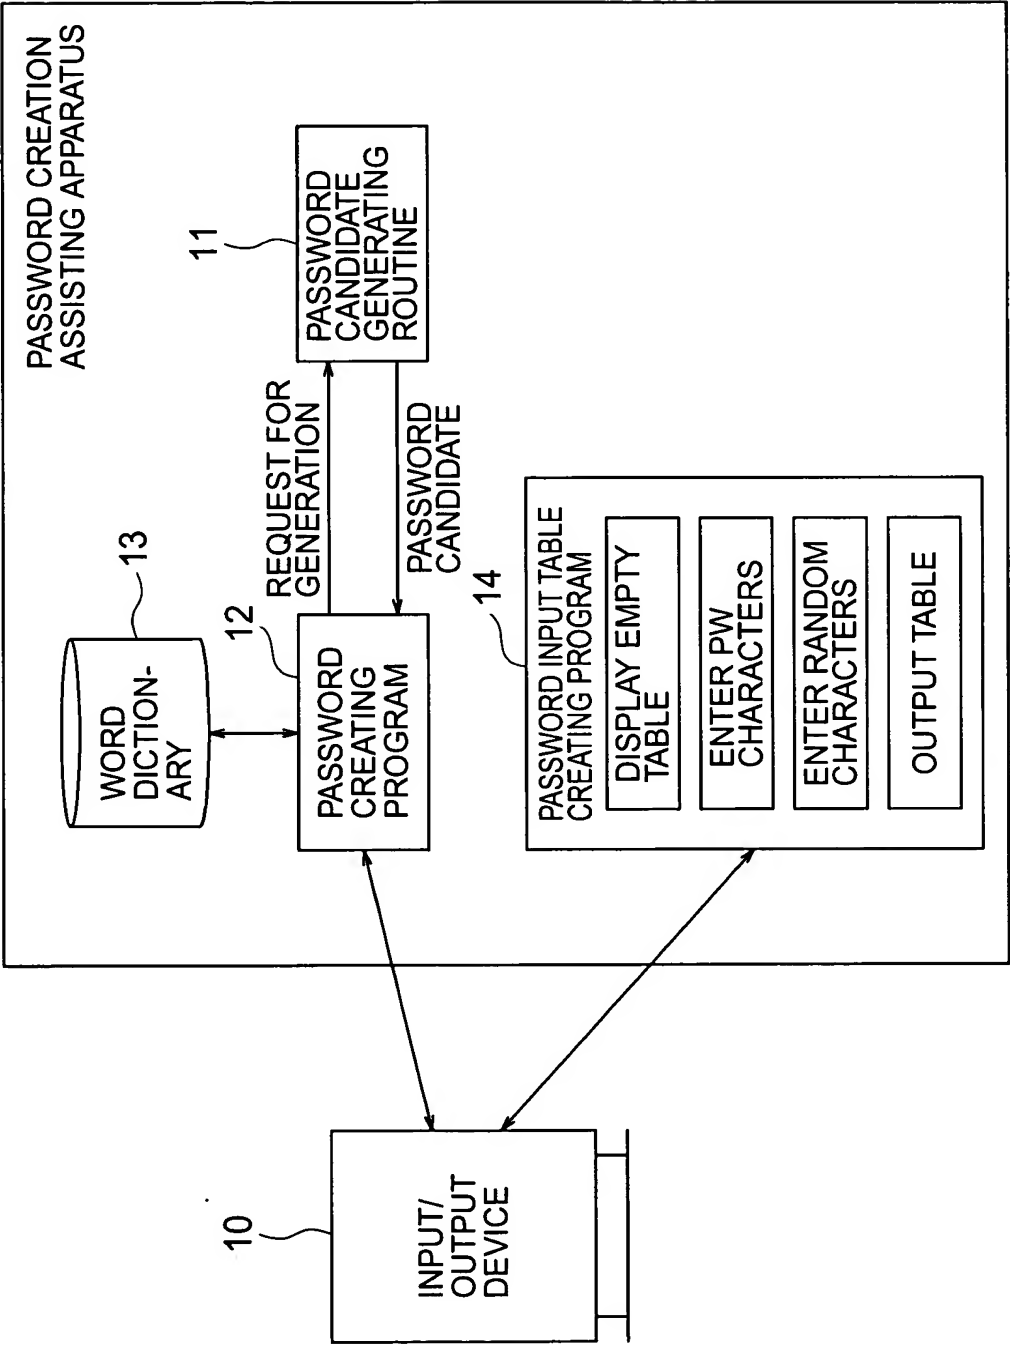 PASSWORD CREATION
ASSISTING APPARATUS
13
WORD
DICTION-
ARY
12
PASSWORD
CREATING
PROGRAM
REQUEST FOR
GENERATION
PASSWORD
CANDIDATE
11
PASSWORD
CANDIDATE
GENERATING
ROUTINE
14
PASSWORD INPUT TABLE
CREATING PROGRAM
DISPLAY EMPTY
TABLE
ENTER PW
CHARACTERS
ENTER RANDOM
CHARACTERS
OUTPUT TABLE
10
INPUT/
OUTPUT
DEVICE